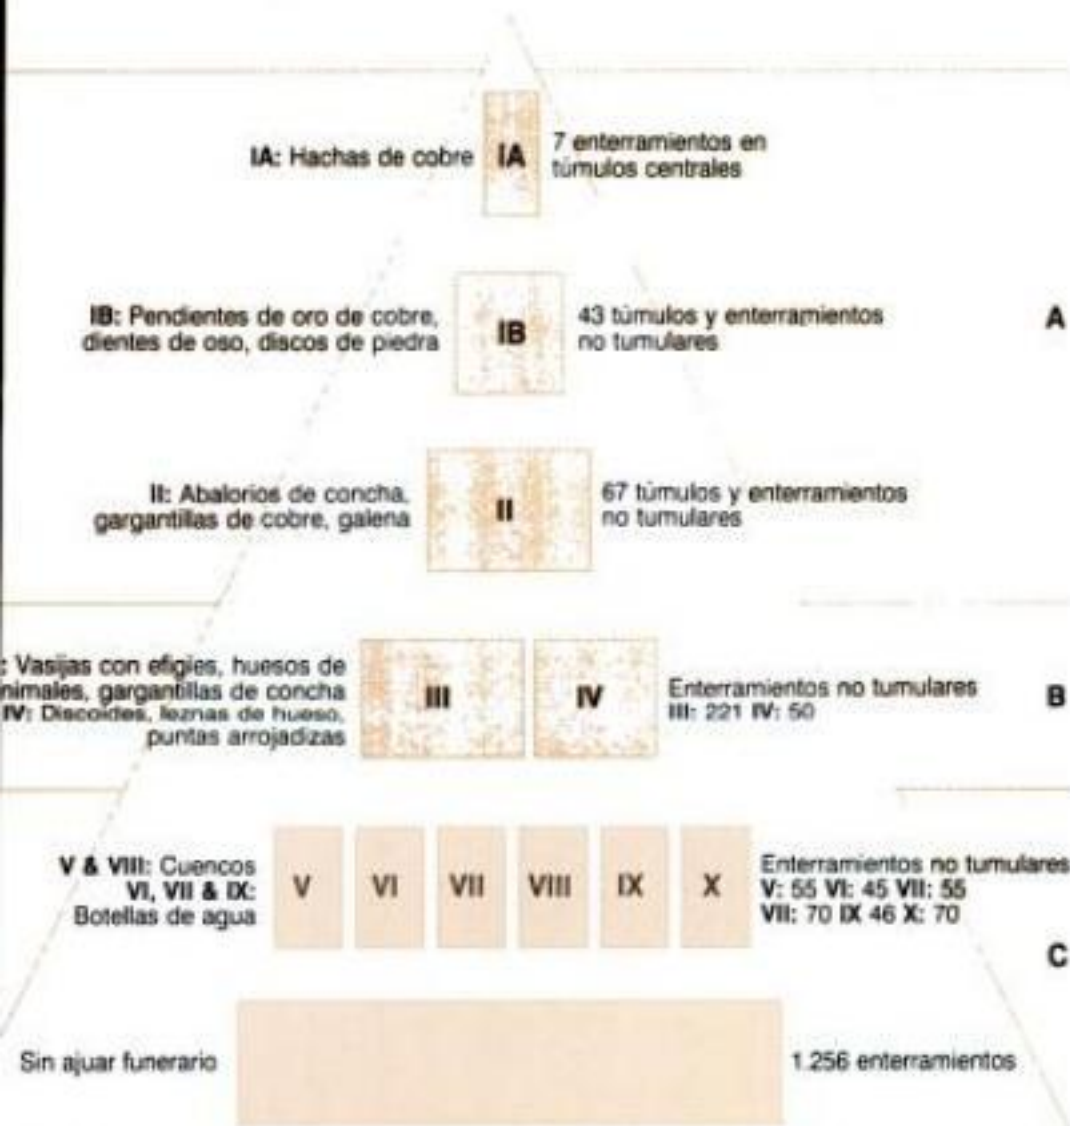 IA: Hachas de cobre
IA
7 enterramientos en
túmulos centrales
IB: Pendientes de oro de cobre,
dientes de oso, discos de piedra
IB
43 túmulos y enterramientos
no tumulares
A
II: Abalorios de concha,
gargantillas de cobre, galena
II
67 túmulos y enterramientos
no tumulares
: Vasijas con efigies, huesos de
nimales, gargantillas de concha
IV: Discoides, leznas de hueso,
puntas arrojadizas
III
IV
Enterramientos no tumulares
III: 221 IV: 50
B
V & VIII: Cuencos
VI, VII & IX:
Botellas de agua
V
VI
VII
VIII
IX
X
Enterramientos no tumulares
V: 55 VI: 45 VII: 55
VII: 70 IX 46 X: 70
C
Sin ajuar funerario
1.256 enterramientos